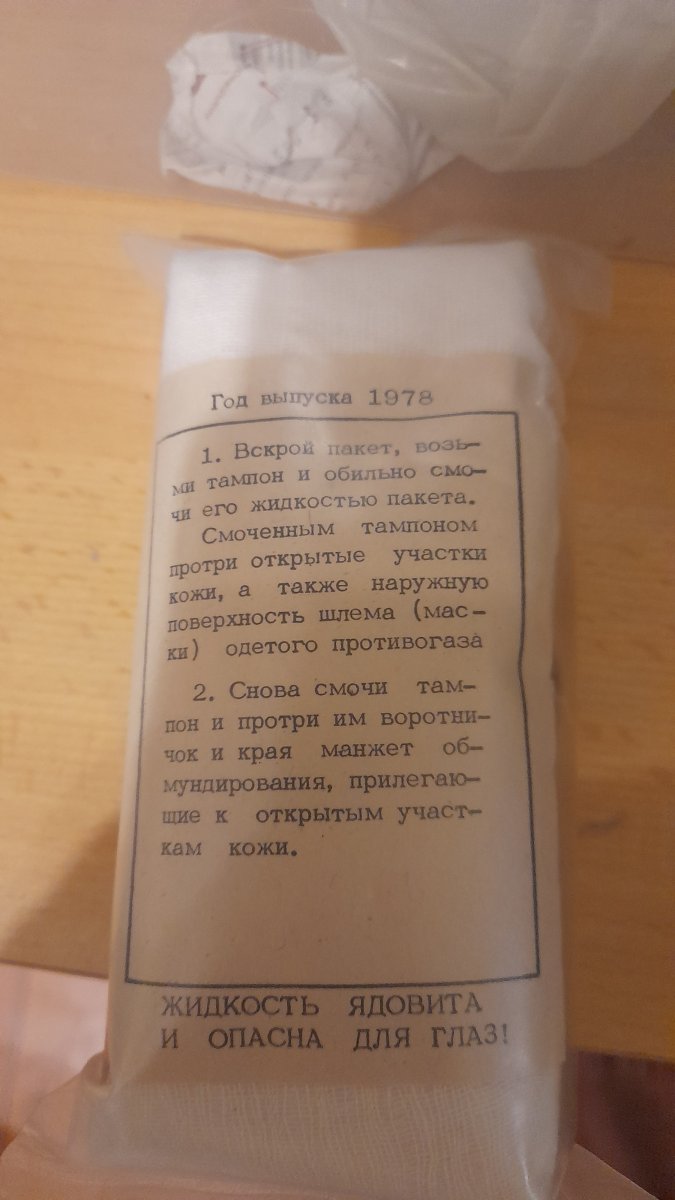 Год выпуска 1978
1. Вскрой пакет, возь-
ми тампон и обильно смо-
чи его жидкостью пакета.
Смоченным тампоном
протри открытые участки
кожи, а также наружную
поверхность шлема (мас-
ки) одетого противогаза
2. Снова смочи там-
пон и протри им воротни-
чок и края манжет об-
мундирования, прилегаю-
щие к открытым участ-
кам кожи.
ЖИДКОСТЬ ЯДОВИТА
И ОПАСНА ДЛЯ ГЛАЗ!